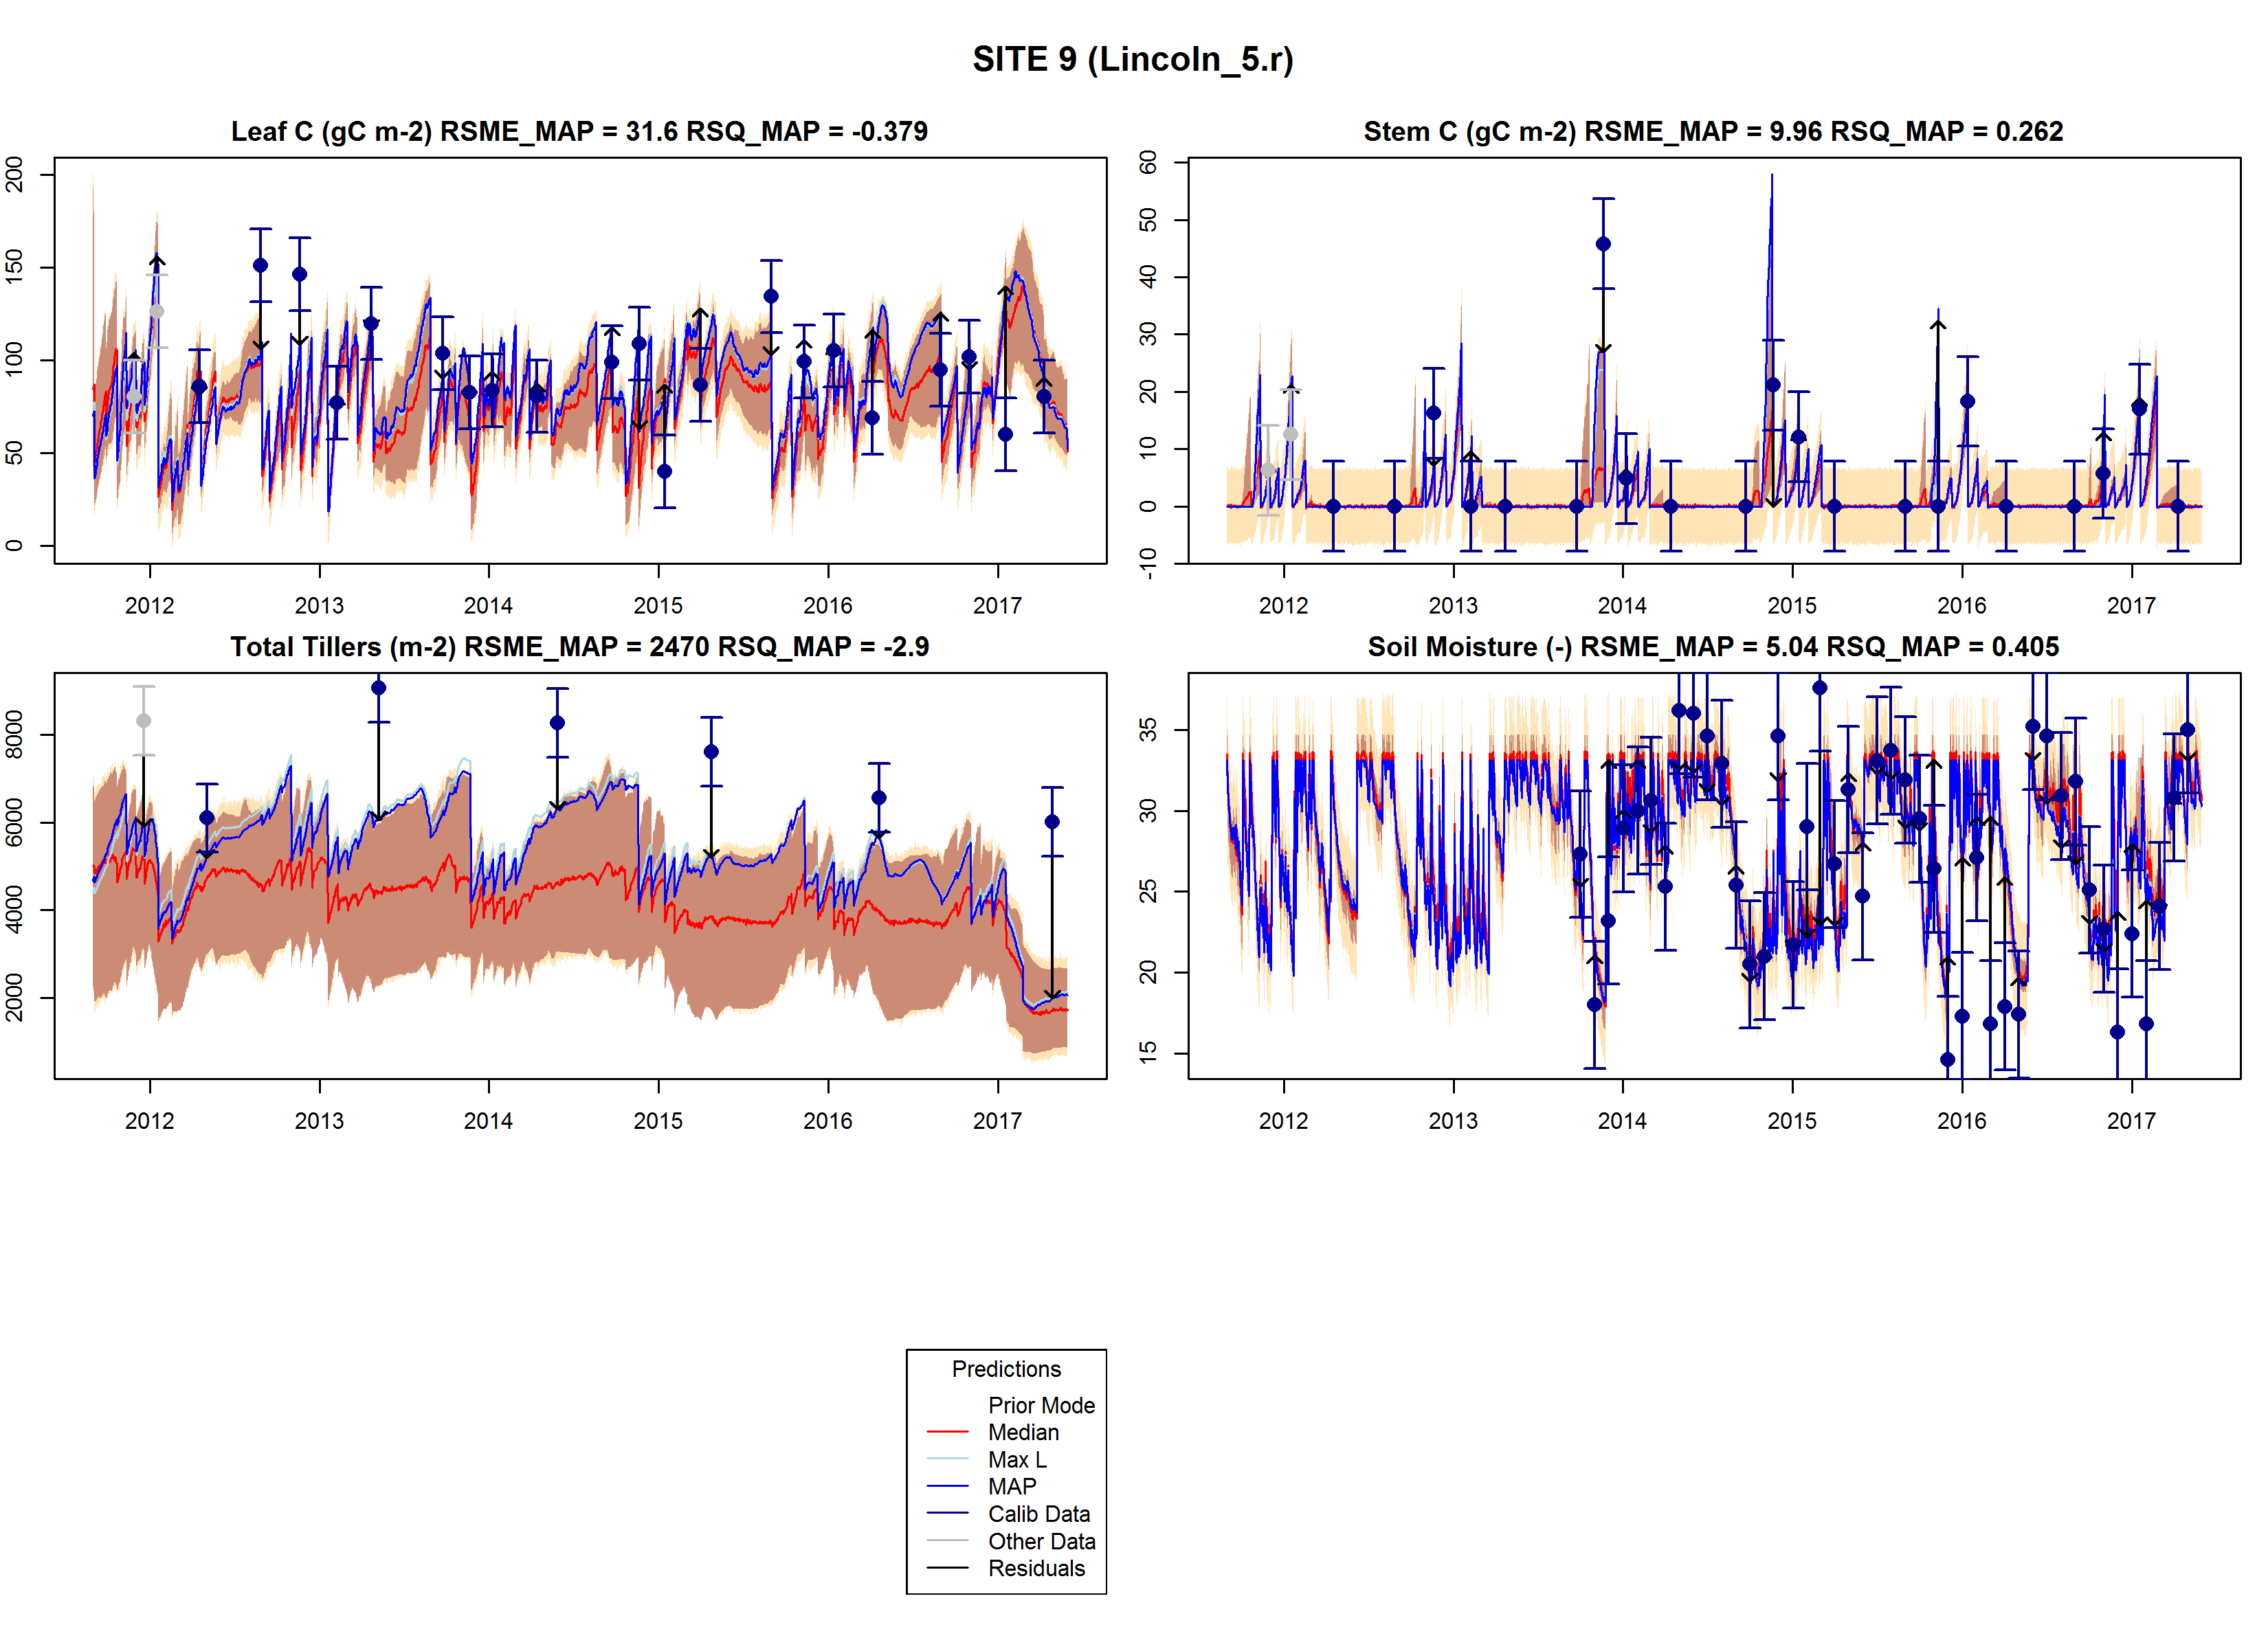 SITE 9 (Lincoln_5.r)
Leaf C (gC m-2) RSME_MAP = 31.6 RSQ_MAP = -0.379
200
150
100
50
0
2012 2013 2014 2015 2016 2017
Stem C (gC m-2) RSME_MAP = 9.96 RSQ_MAP = 0.262
60
50
40
30
20
10
0
-10
2012 2013 2014 2015 2016 2017
Total Tillers (m-2) RSME_MAP = 2470 RSQ_MAP = -2.9
8000
6000
4000
2000
2012 2013 2014 2015 2016 2017
Soil Moisture (-) RSME_MAP = 5.04 RSQ_MAP = 0.405
35
30
25
20
15
2012 2013 2014 2015 2016 2017
Predictions
Prior Mode
Median
Max L
MAP
Calib Data
Other Data
Residuals